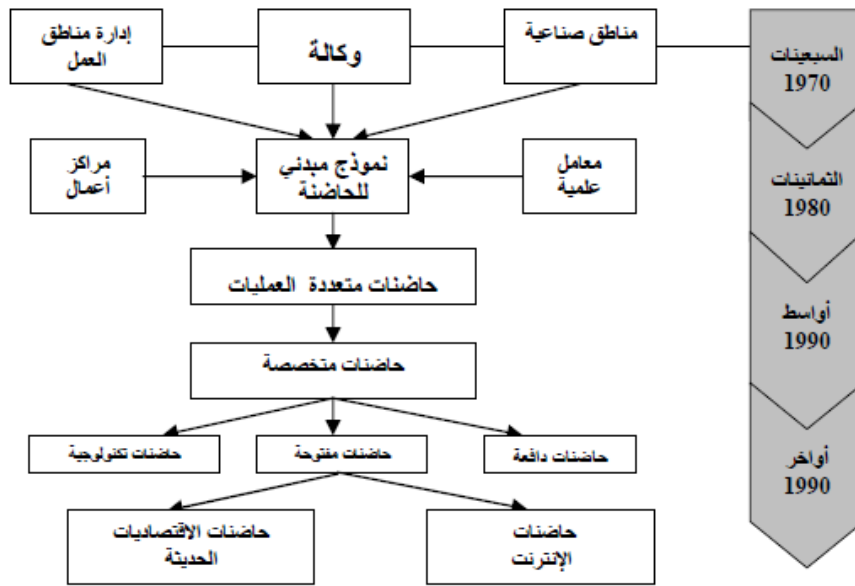 مناطق صناعية
وكالة
إدارة مناطق
العمل
السبعينات
1970
معامل
علمية
نموذج مبدئي
للحاضنة
مراكز
أعمال
الثمانينات
1980
حاضنات متعددة العمليات
أواسط
1990
حاضنات متخصصة
حاضنات دافعة
حاضنات مفتوحة
حاضنات تكنولوجية
أواخر
1990
حاضنات
الإنترنت
حاضنات الاقتصاديات
الحديثة